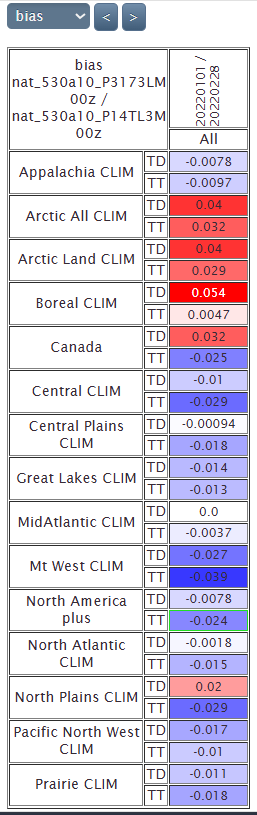 bias < >
bias
nat_530a10_P3173LM
00z /
nat_530a10_P14TL3M
00z
20220101 /
20220228
All
Appalachia CLIM TD -0.0078
TT -0.0097
Arctic All CLIM TD 0.04
TT 0.032
Arctic Land CLIM TD 0.04
TT 0.029
Boreal CLIM TD 0.054
TT 0.0047
Canada TD 0.032
TT -0.025
Central CLIM TD -0.01
TT -0.029
Central Plains
CLIM
TD -0.00094
TT -0.018
Great Lakes CLIM TD -0.014
TT -0.013
MidAtlantic CLIM TD 0.0
TT -0.0037
Mt West CLIM TD -0.027
TT -0.039
North America
plus
TD -0.0078
TT -0.024
North Atlantic
CLIM
TD -0.0018
TT -0.015
North Plains CLIM TD 0.02
TT -0.029
Pacific North West
CLIM
TD -0.017
TT -0.01
Prairie CLIM TD -0.011
TT -0.018